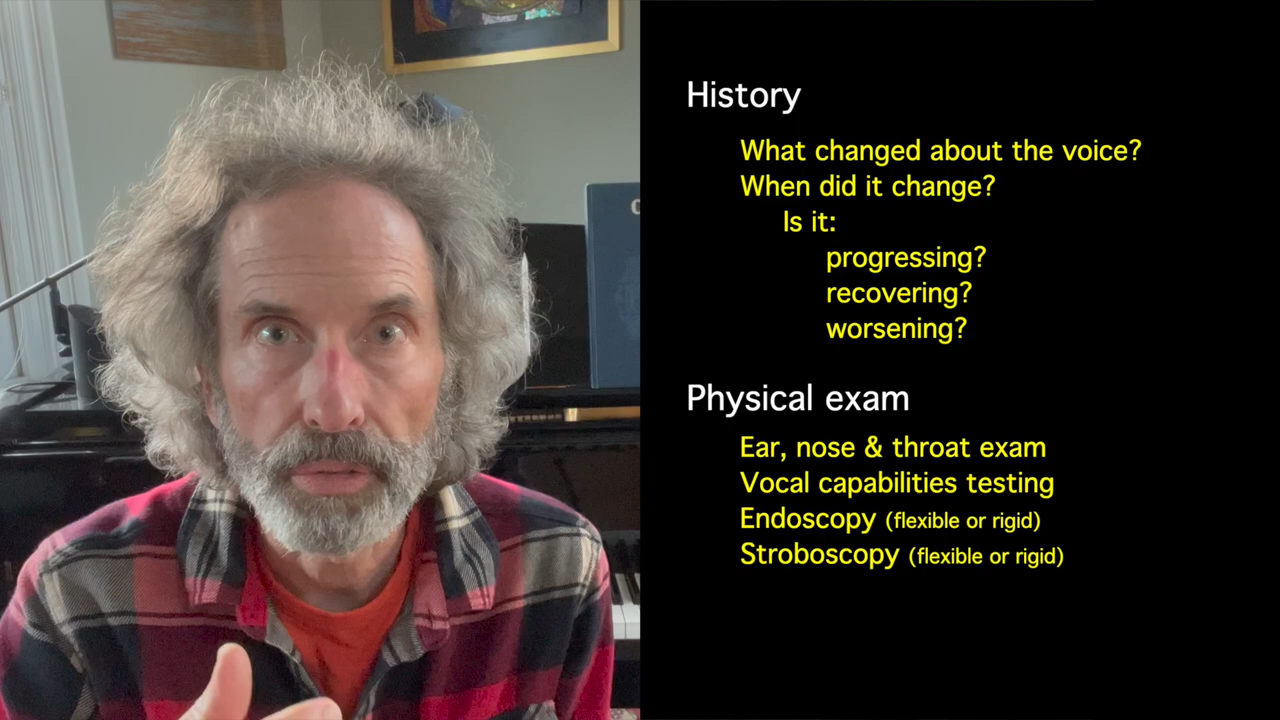 History
What changed about the voice?
When did it change?
Is it:
progressing?
recovering?
worsening?
Physical exam
Ear, nose & throat exam
Vocal capabilities testing
Endoscopy (flexible or rigid)
Stroboscopy (flexible or rigid)